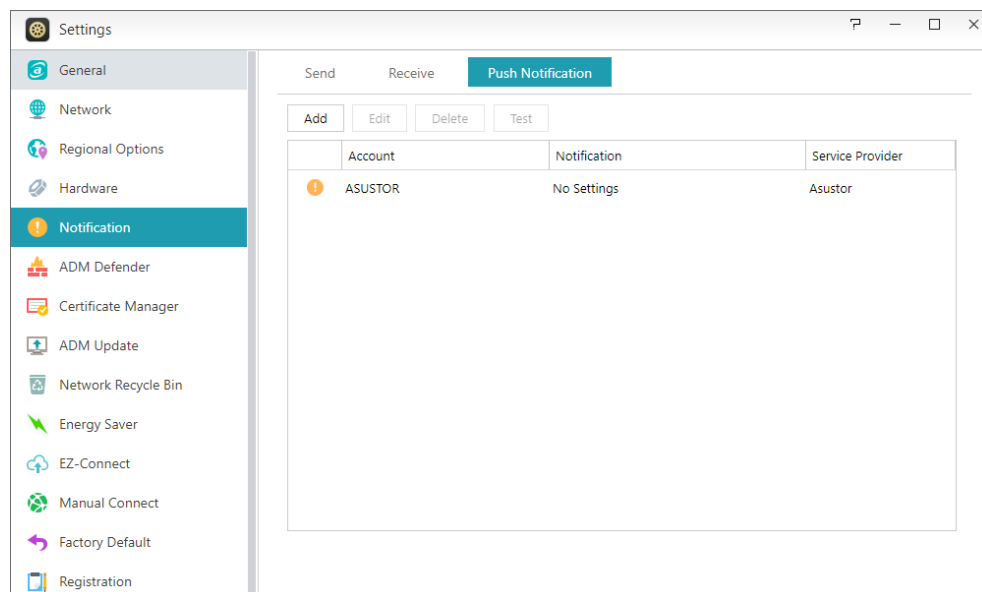 Settings
General
Network
Regional Options
Hardware
Notification
ADM Defender
Certificate Manager
ADM Update
Network Recycle Bin
Energy Saver
EZ-Connect
Manual Connect
Factory Default
Registration
Send Receive Push Notification
Add Edit Delete Test
Account Notification Service Provider
ASUSTOR No Settings Asustor